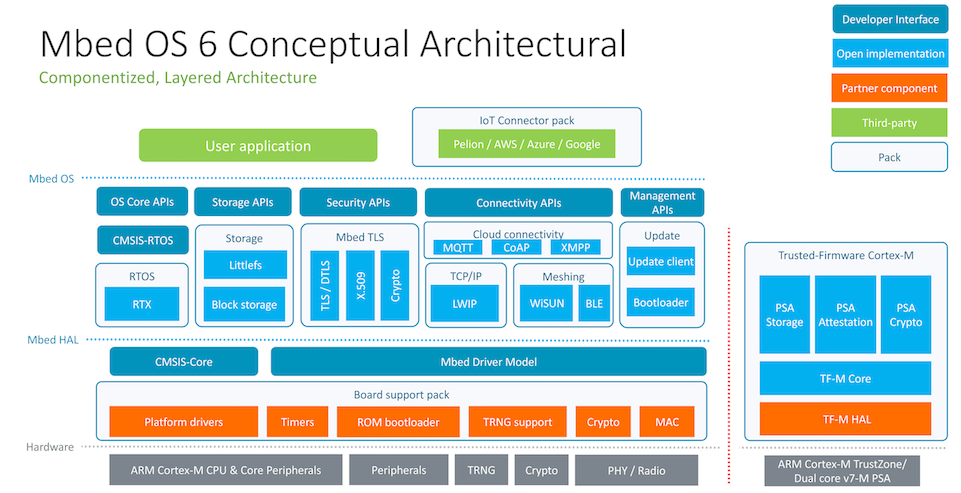 Mbed OS 6 Conceptual Architectural
Componentized, Layered Architecture
Developer Interface
Open implementation
Partner component
Third-party
Pack
User application
IoT Connector pack
Pelion / AWS / Azure / Google
Mbed OS
OS Core APIs
Storage APIs
Security APIs
Connectivity APIs
Management
APIs
CMSIS-RTOS
RTOS
RTX
Storage
Littlefs
Block storage
Mbed TLS
TLS / DTLS
X.509
Crypto
Cloud connectivity
MQTT
CoAP
XMPP
TCP/IP
LWIP
Meshing
WiSUN
BLE
Update
Update client
Bootloader
Mbed HAL
CMSIS-Core
Mbed Driver Model
Board support pack
Platform drivers
Timers
ROM bootloader
TRNG support
Crypto
MAC
Hardware
ARM Cortex-M CPU & Core Peripherals
Peripherals
TRNG
Crypto
PHY / Radio
Trusted-Firmware Cortex-M
PSA
Storage
PSA
Attestation
PSA
Crypto
TF-M Core
TF-M HAL
ARM Cortex-M TrustZone/
Dual core v7-M PSA